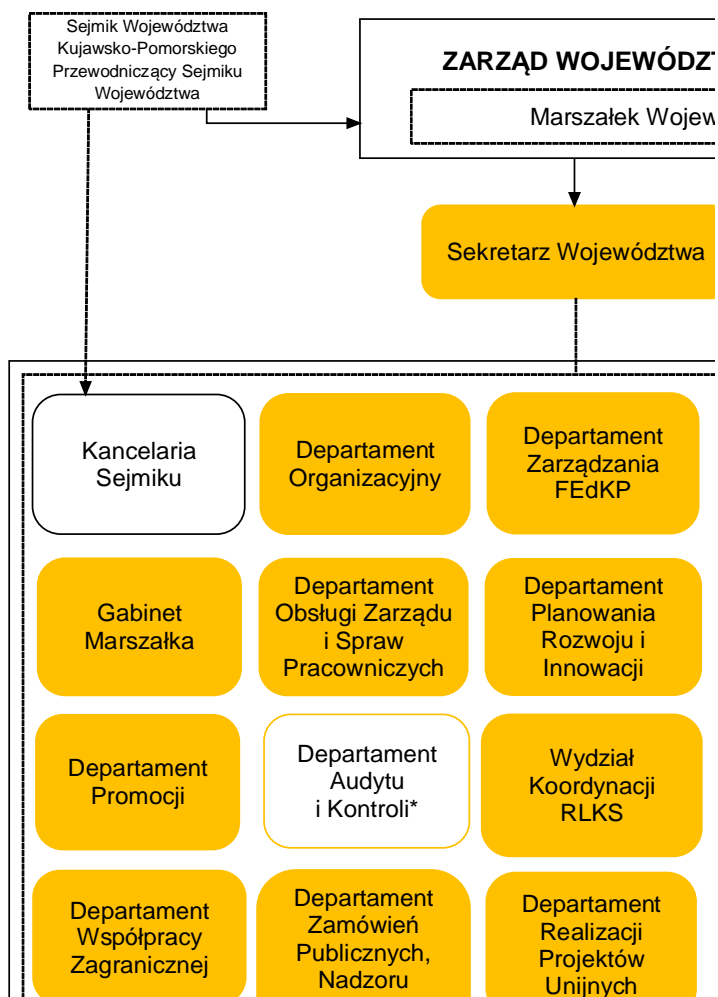 Sejmik Województwa
Kujawsko-Pomorskiego
Przewodniczący Sejmiku
Województwa
ZARZĄD WOJEWÓDZT
Marszałek Wojew
Sekretarz Województwa
Kancelaria
Sejmiku
Departament
Organizacyjny
Departament
Zarządzania
FEdKP
Gabinet
Marszałka
Departament
Obsługi Zarządu
i Spraw
Pracowniczych
Departament
Planowania
Rozwoju i
Innowacji
Departament
Promocji
Departament
Audytu
i Kontroli*
Wydział
Koordynacji
RLKS
Departament
Współpracy
Zagranicznej
Departament
Zamówień
Publicznych,
Nadzoru
Departament
Realizacji
Projektów
Unijnych